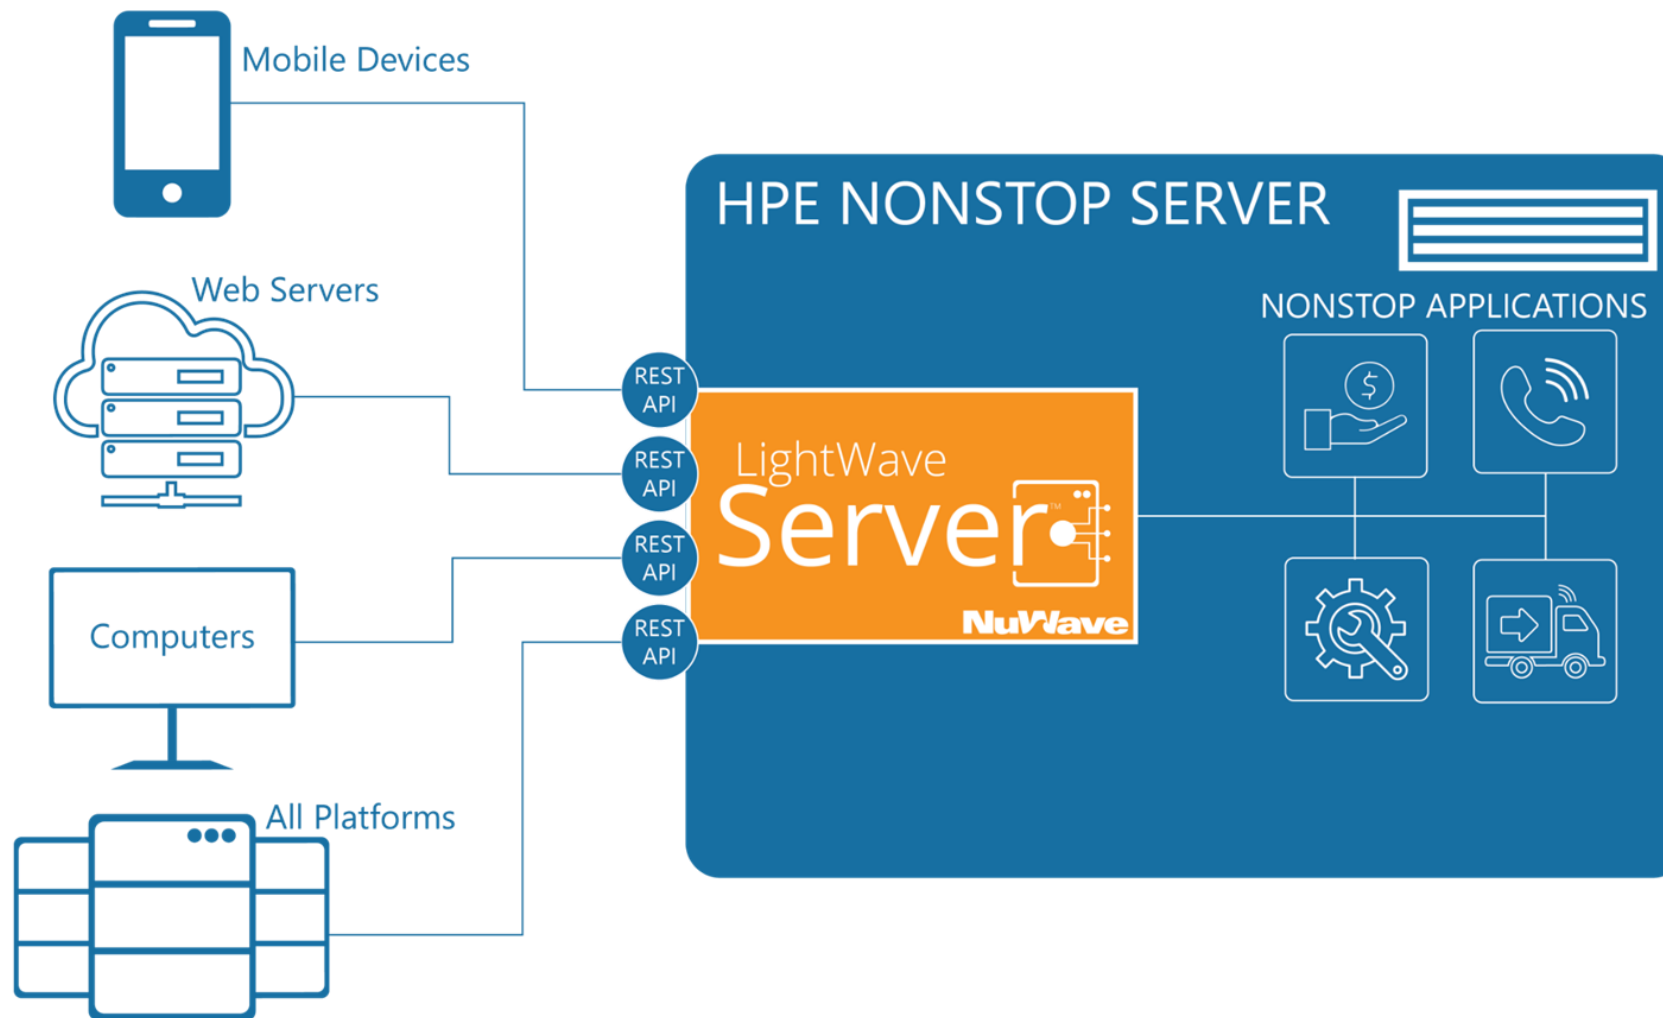 Mobile Devices
Web Servers
Computers
All Platforms
REST
API
REST
API
REST
API
REST
API
HPE NONSTOP SERVER
LightWave
Server™
NuWave
NONSTOP APPLICATIONS
$